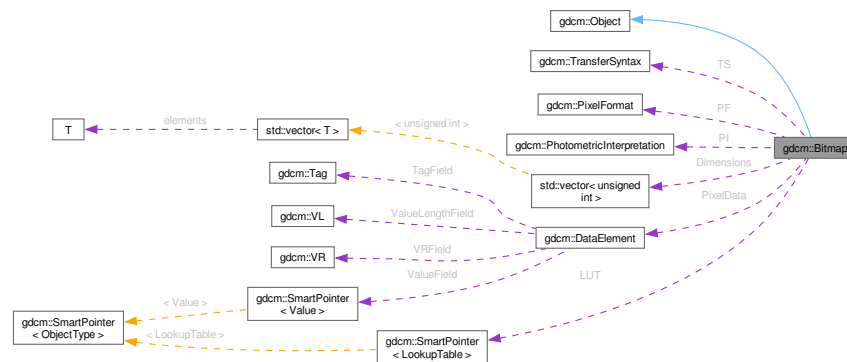 gdcm::Object
gdcm::TransferSyntax
TS
gdcm::PixelFormat
PF
elements
< unsigned int >
T
std::vector< T >
PI
gdcm::PhotometricInterpretation
gdcm::Bitmap
Dimensions
gdcm::Tag
TagField
std::vector< unsigned
int >
PixelData
gdcm::VL
ValueLengthField
gdcm::DataElement
gdcm::VR
VRField
ValueField
LUT
< Value >
gdcm::SmartPointer
< Value >
gdcm::SmartPointer
< ObjectType >
< LookupTable >
gdcm::SmartPointer
< LookupTable >